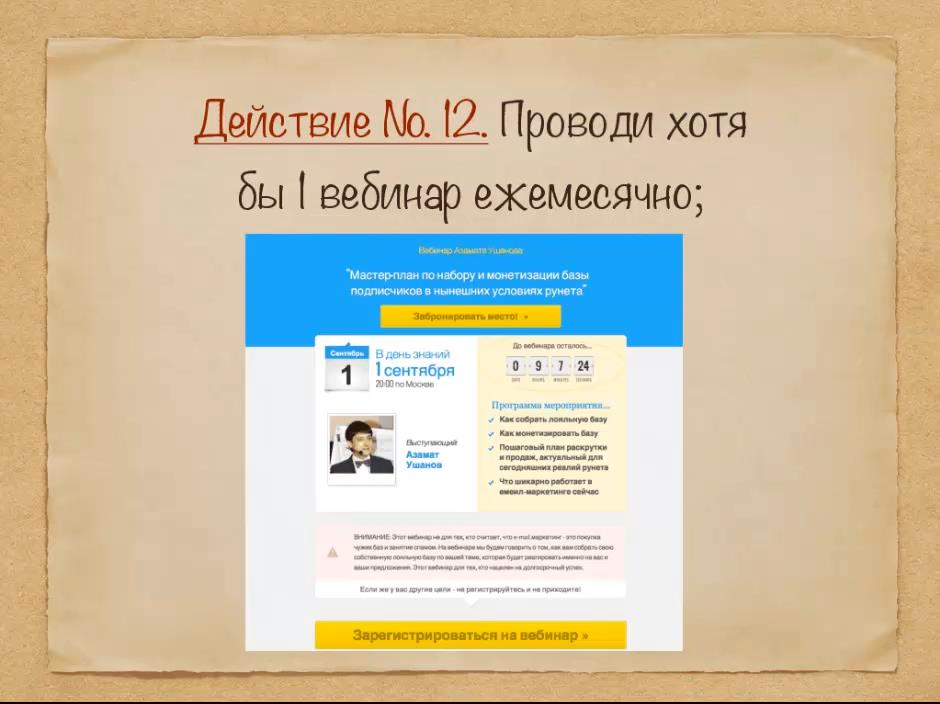 Действие No. 12. Проводи хотя
бы 1 вебинар ежемесячно;
Вебинар Азамата Ушанова
"Мастер-план по набору и монетизации базы
подписчиков в нынешних условиях рунета"
Забронировать место! »
Сентябрь
1
В день знаний
1 сентября
20:00 по Москве
Выступающий
Азамат
Ушанов
До вебинара осталось...
0 9 7 24
DAYS HOURS MINUTES SECONDS
Программа мероприятия...
Как собрать лояльную базу
Как монетизировать базу
Пошаговый план раскрутки
и продаж, актуальный для
сегодняшних реалий рунета
Что шикарно работает в
емеил-маркетинге сейчас
ВНИМАНИЕ: Этот вебинар не для тех, кто считает, что e-mail маркетинг - это покупка
чужих баз и занятие спамом. На вебинаре мы будем говорить о том, как вам собрать свою
собственную лояльную базу по вашей теме, которая будет реагировать именно на вас и
ваши предложения. Этот вебинар для тех, кто нацелен на долгосрочный успех.
Если же у вас другие цели - не регистрируйтесь и не приходите!
Зарегистрироваться на вебинар »